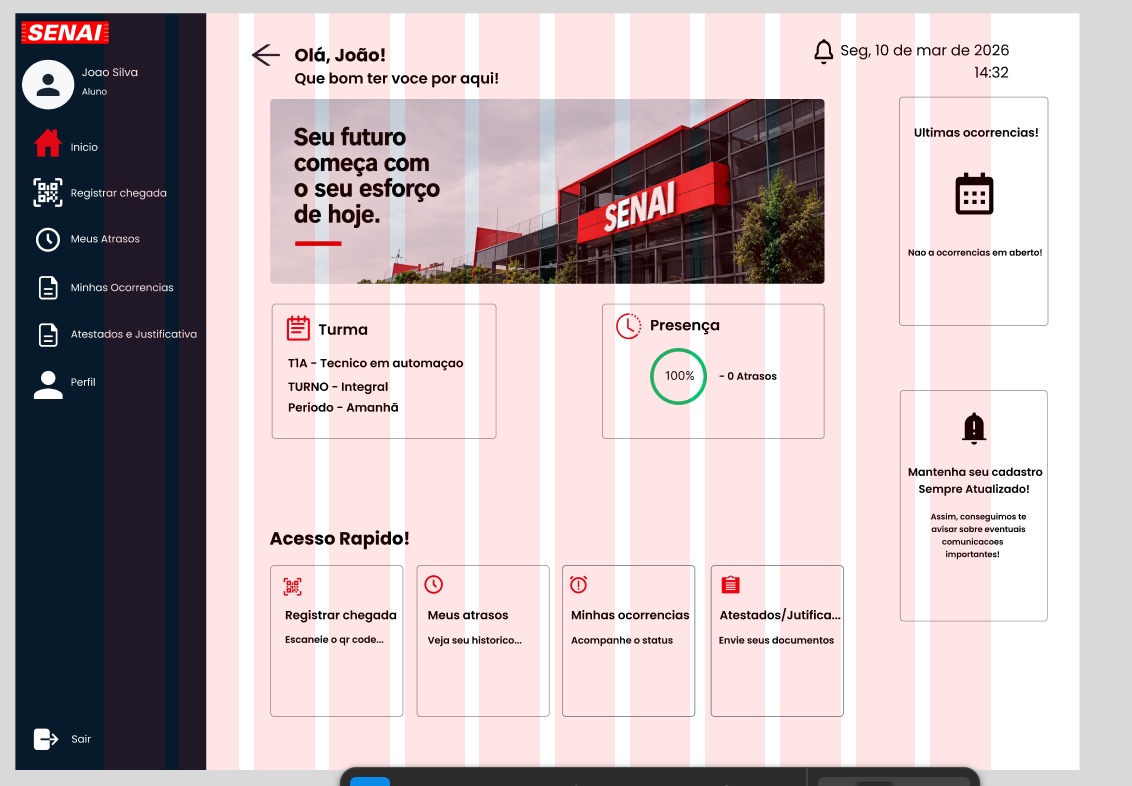 SENAI
Joao Silva
Aluno
Inicio
Registrar chegada
Meus Atrasos
Minhas Ocorrencias
Atestados e Justificativa
Perfil
Sair
Olá, João!
Que bom ter voce por aqui!
Seg, 10 de mar de 2026
14:32
Seu futuro
começa com
o seu esforço
de hoje.
SENAI
Turma
T1A - Tecnico em automaçao
TURNO - Integral
Periodo - Amanhã
Presença
100%
- 0 Atrasos
Ultimas ocorrencias!
Nao a ocorrencias em aberto!
Mantenha seu cadastro
Sempre Atualizado!
Assim, conseguimos te
avisar sobre eventuais
comunicacoes
importantes!
Acesso Rapido!
Registrar chegada
Escaneie o qr code...
Meus atrasos
Veja seu historico...
Minhas ocorrencias
Acompanhe o status
Atestados/Jutifica...
Envie seus documentos